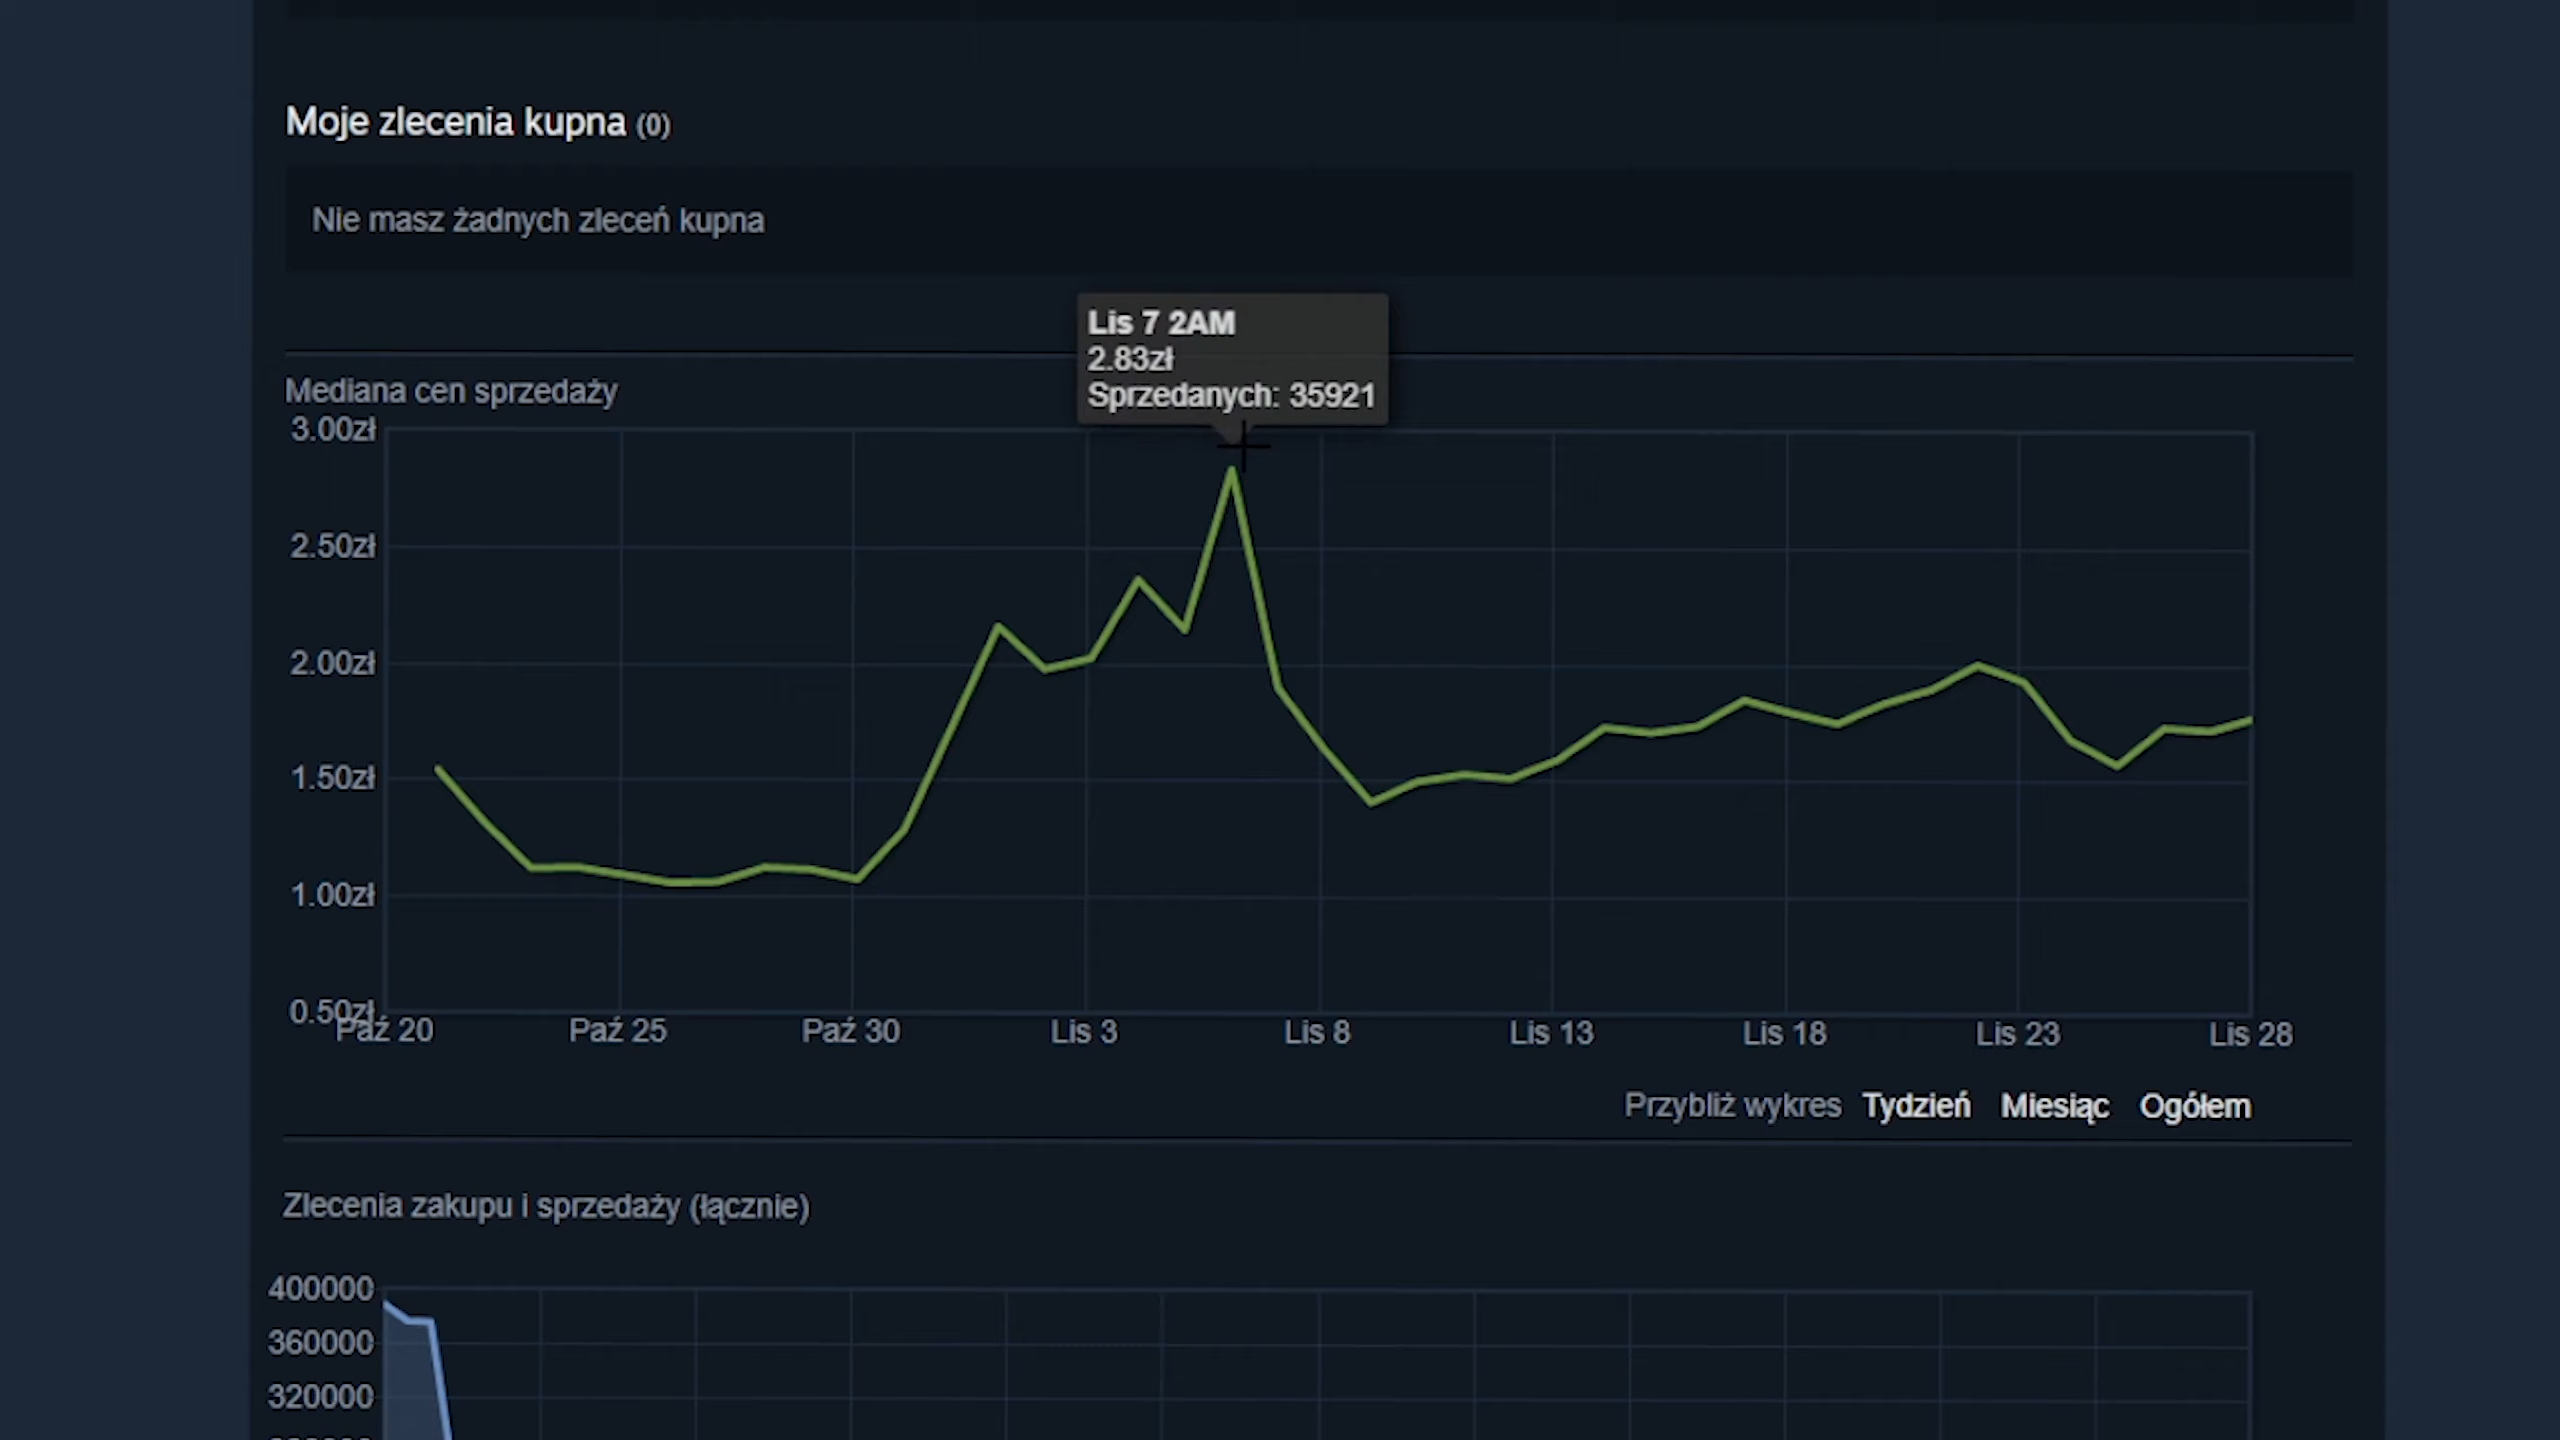 Moje zlecenia kupna (0)
Nie masz żadnych zleceń kupna
Lis 7 2AM
2.83zł
Sprzedanych: 35921
Mediana cen sprzedaży
3.00zł
2.50zł
2.00zł
1.50zł
1.00zł
0.50zł
Paź 20 Paź 25 Paź 30 Lis 3 Lis 8 Lis 13 Lis 18 Lis 23 Lis 28
Przybliż wykres Tydzień Miesiąc Ogółem
Zlecenia zakupu i sprzedaży (łącznie)
400000
360000
320000